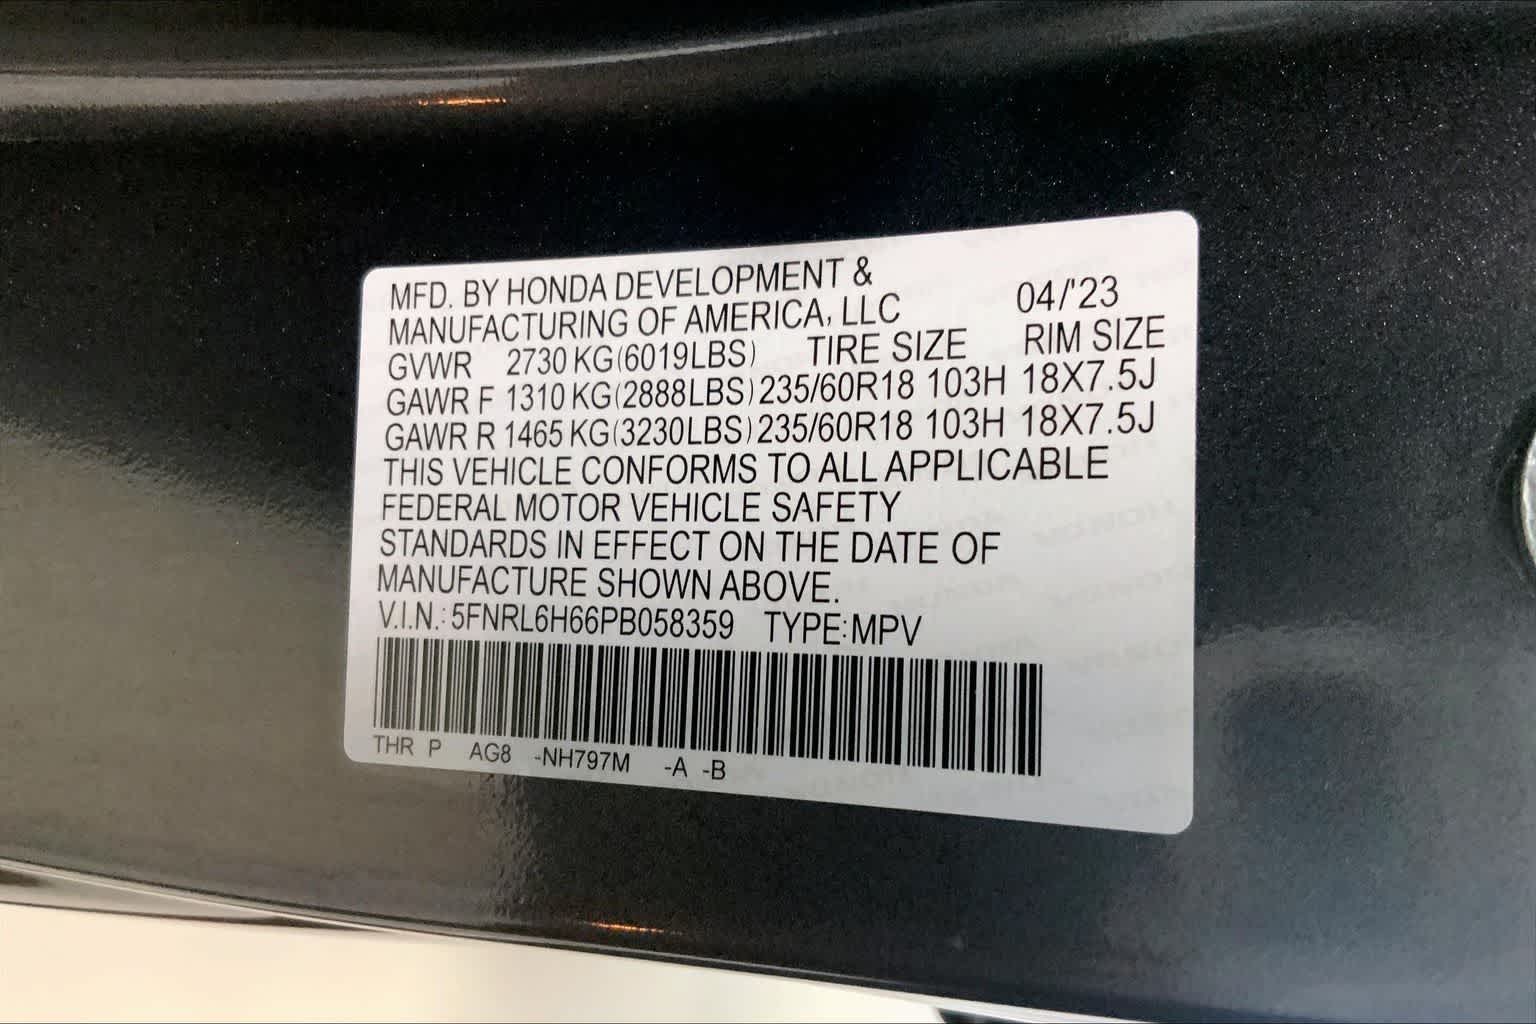 MFD. BY HONDA DEVELOPMENT &
MANUFACTURING OF AMERICA, LLC 04/'23
GVWR 2730 KG(6019LBS) TIRE SIZE RIM SIZE
GAWR F 1310 KG(2888LBS) 235/60R18 103H 18X7.5J
GAWR R 1465 KG(3230LBS) 235/60R18 103H 18X7.5J
THIS VEHICLE CONFORMS TO ALL APPLICABLE
FEDERAL MOTOR VEHICLE SAFETY
STANDARDS IN EFFECT ON THE DATE OF
MANUFACTURE SHOWN ABOVE.
V.I.N.: 5FNRL6H66PB058359 TYPE:MPV
THR P AG8 -NH797M -A -B